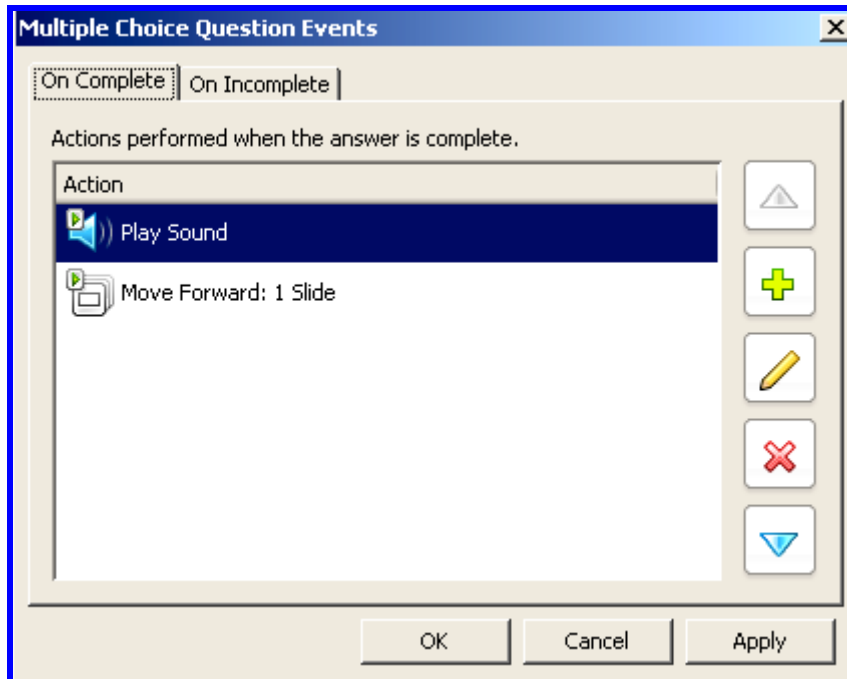 Multiple Choice Question Events
On Complete
On Incomplete
Actions performed when the answer is complete.
Action
Play Sound
Move Forward: 1 Slide
OK
Cancel
Apply